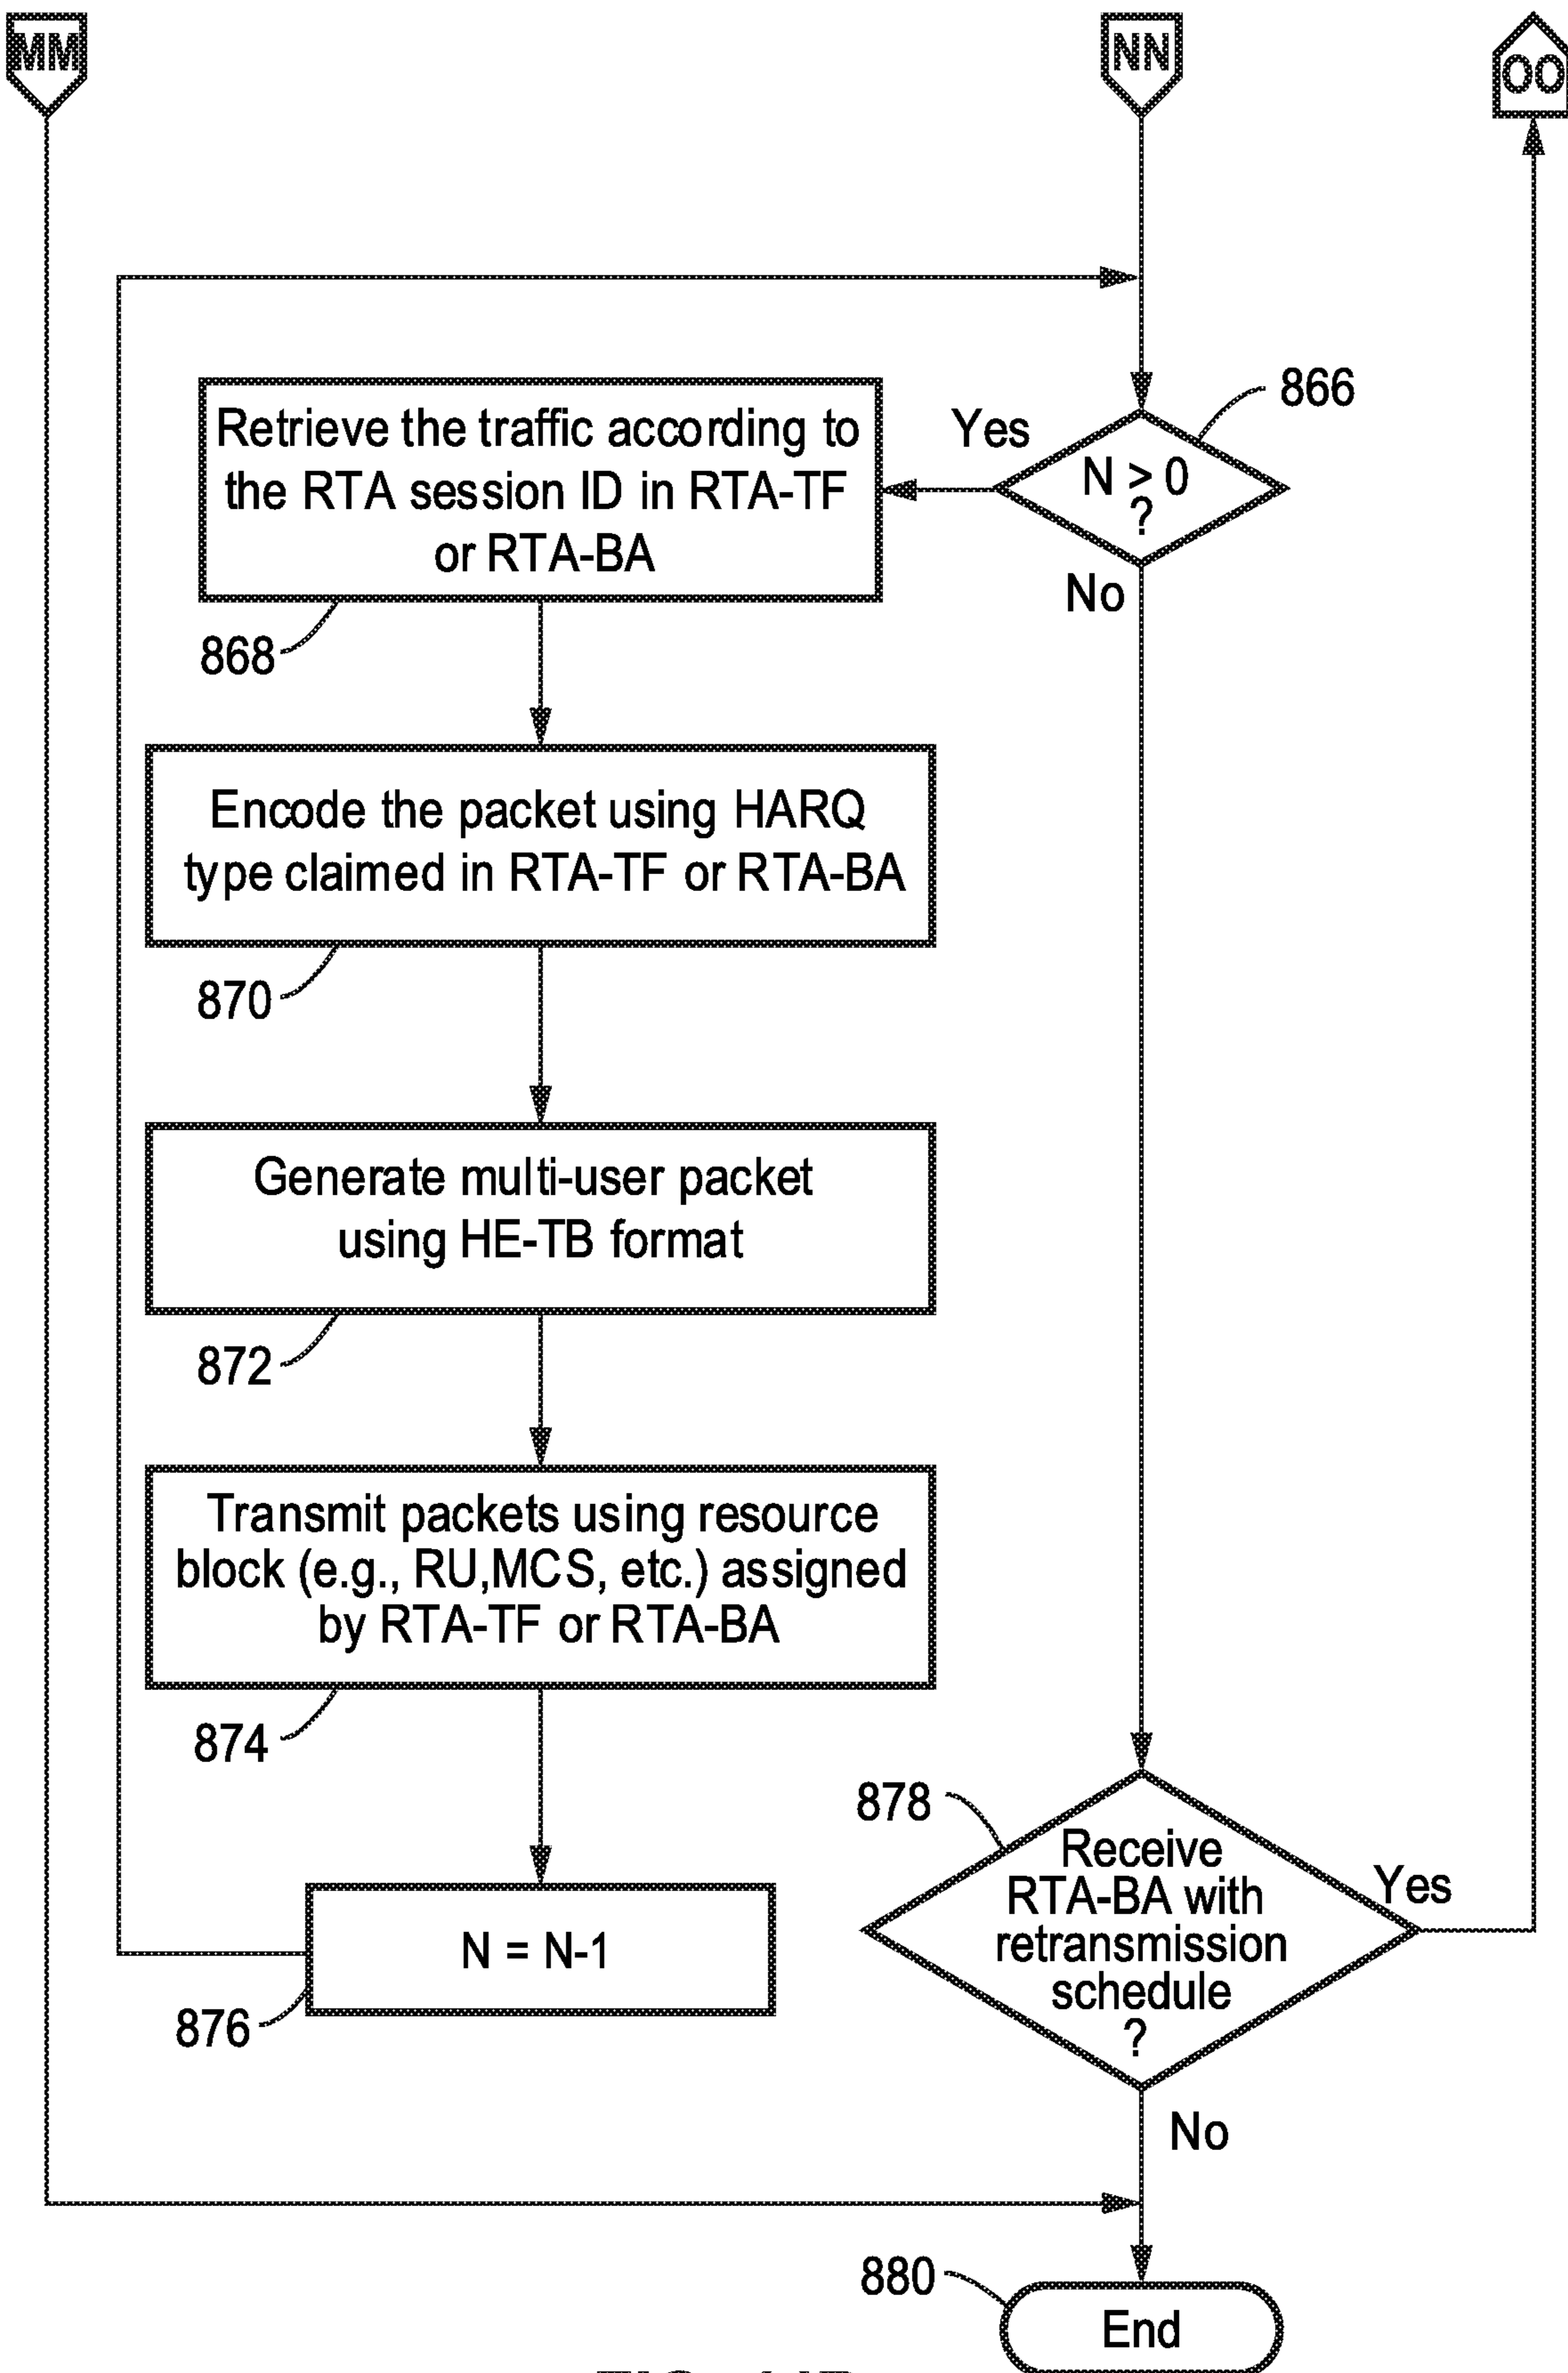 MM
NN
OO
866
Yes
N > 0
?
No
Retrieve the traffic according to
the RTA session ID in RTA-TF
or RTA-BA
868
Encode the packet using HARQ
type claimed in RTA-TF or RTA-BA
870
Generate multi-user packet
using HE-TB format
872
Transmit packets using resource
block (e.g., RU,MCS, etc.) assigned
by RTA-TF or RTA-BA
874
N = N-1
876
878
Receive
RTA-BA with
retransmission
schedule
?
Yes
No
880
End